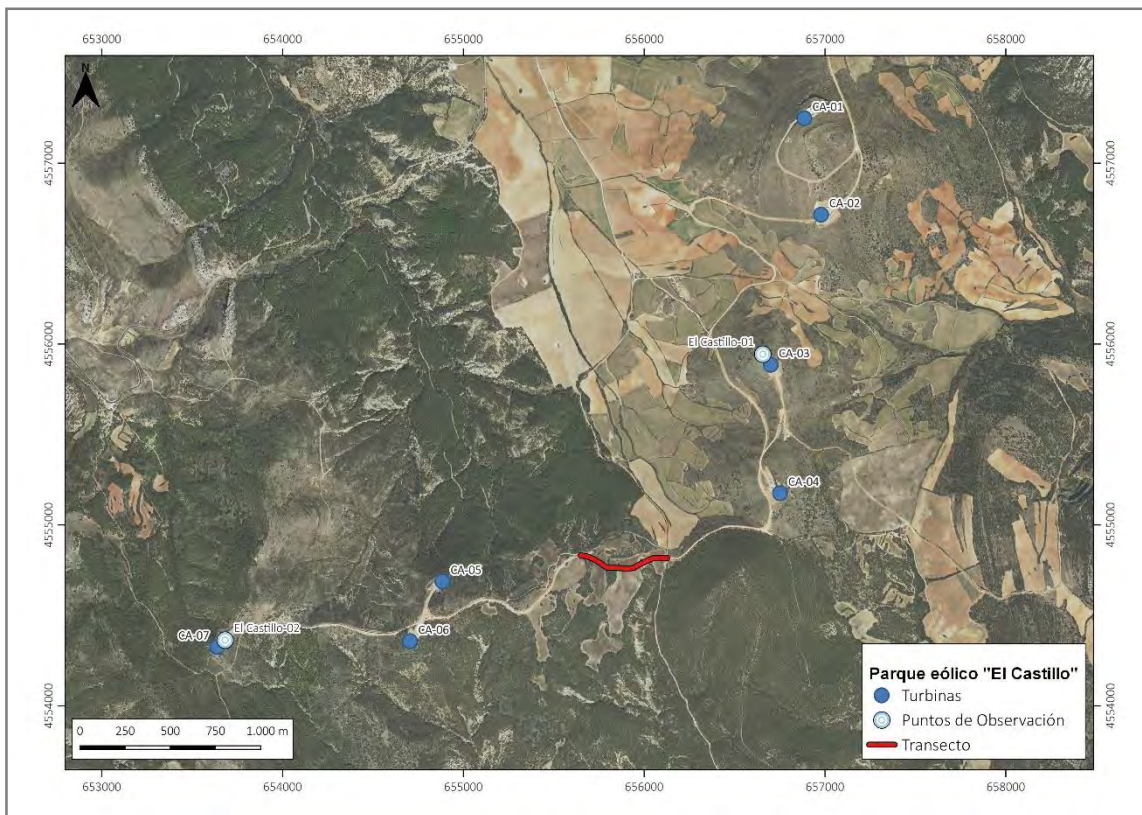 653000 654000 655000 656000 657000 658000
N
CA-01
4557000 4557000
CA-02
4556000 El Castillo-01 CA-03 4556000
CA-04
4555000 4555000
CA-05
CA-07 El Castillo-02 CA-06
4554000 4554000
Parque eólico "El Castillo"
Turbinas
Puntos de Observación
Transecto
0 250 500 750 1.000 m
653000 654000 655000 656000 657000 658000